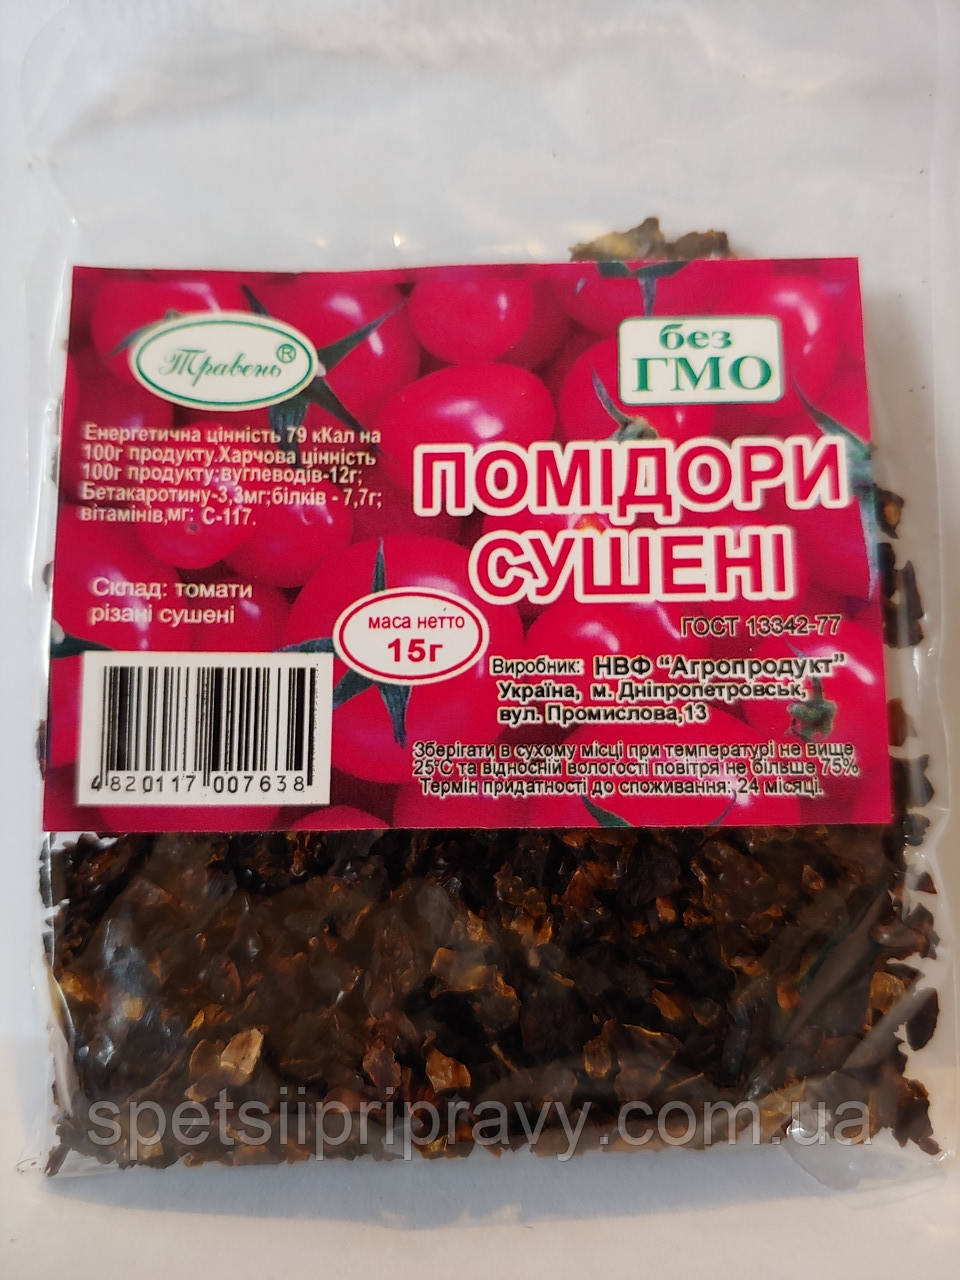 Травень®
без
ГМО
Енергетична цінність 79 кКал на
100г продукту.Харчова цінність
100г продукту:вуглеводів-12г;
Бетакаротину-3,3мг;білків - 7,7г;
вітамінів,мг: С-117.
ПОМІДОРИ
СУШЕНІ
Склад: томати
різані сушені
маса нетто
15г
ГОСТ 13342-77
Виробник: НВФ “Агропродукт”
Україна, м. Дніпропетровськ,
вул. Промислова,13
Зберігати в сухому місці при температурі не вище
25°С та відносній вологості повітря не більше 75%
Термін придатності до споживання: 24 місяці.
4820117 007638
spetsiipripravy.com.ua